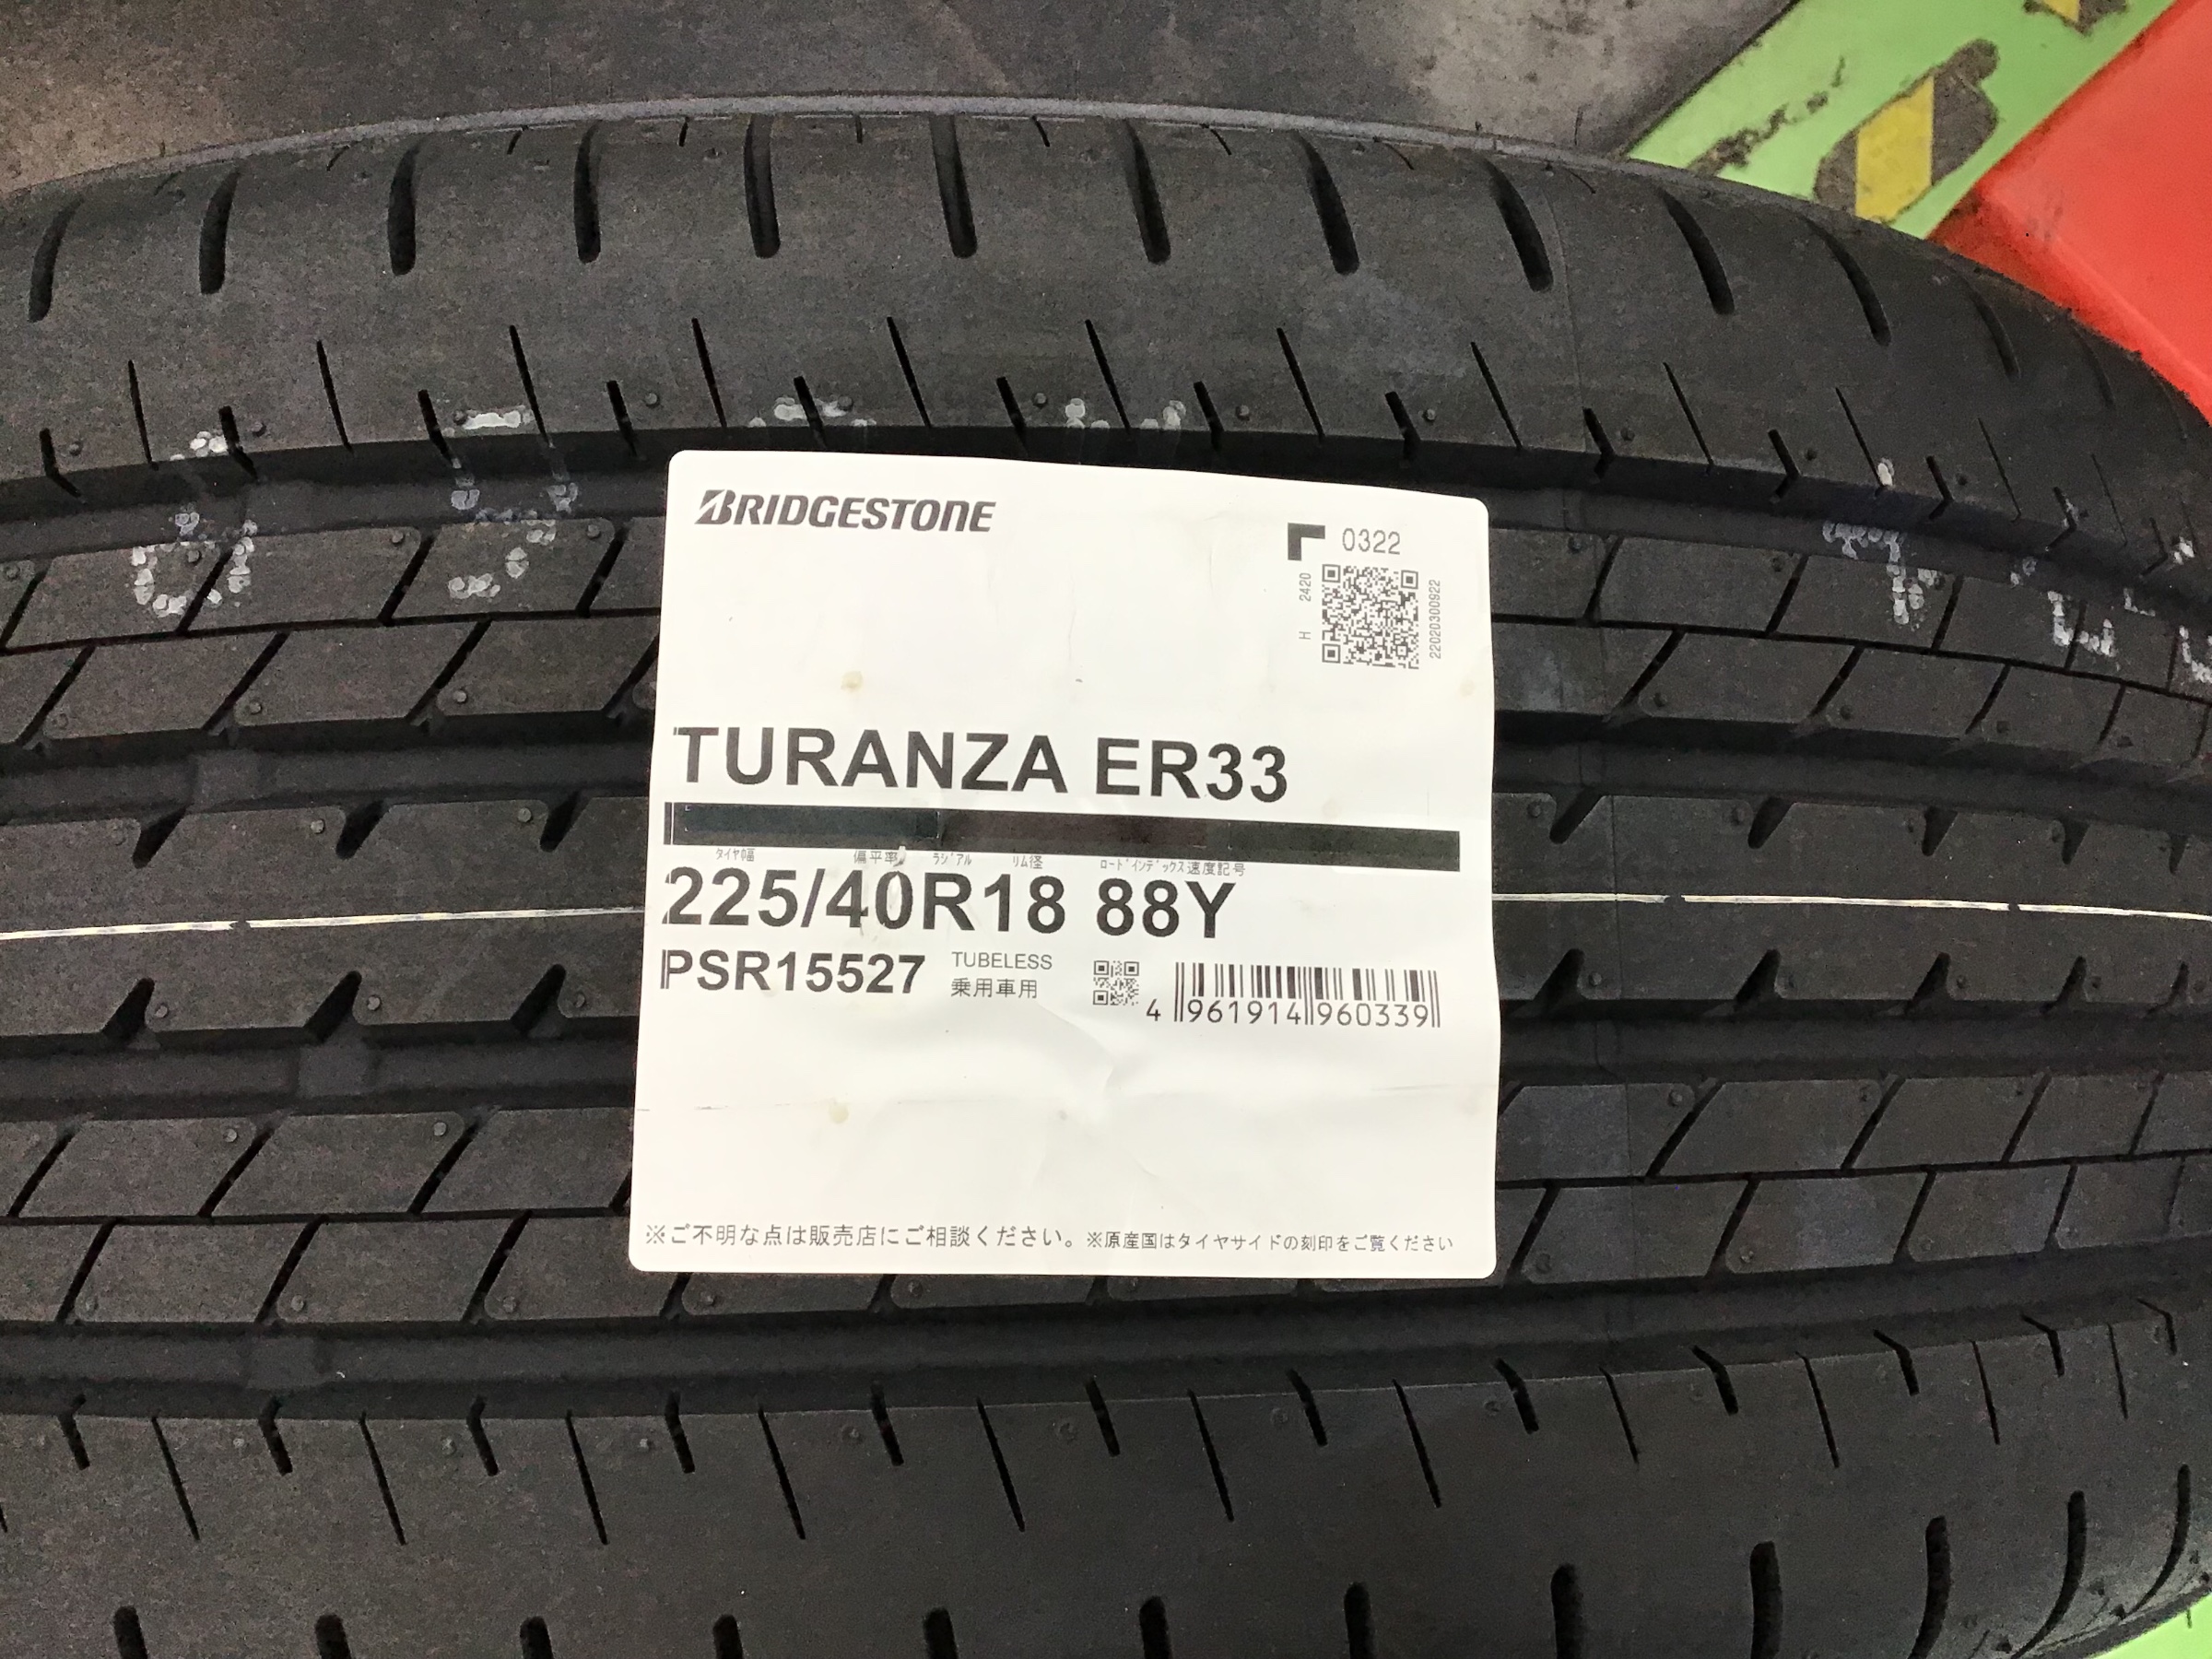 BRIDGESTONE
0322
H 2420
2202030092​2
TURANZA ER33
タイヤ幅 偏平率 ラジアル リム径 ロードインデックス速度記号
225/40R18 88Y
PSR15527
TUBELESS
乗用車用
4 961914 960339
※ご不明な点は販売店にご相談ください。※原産国はタイヤサイドの刻印をご覧ください